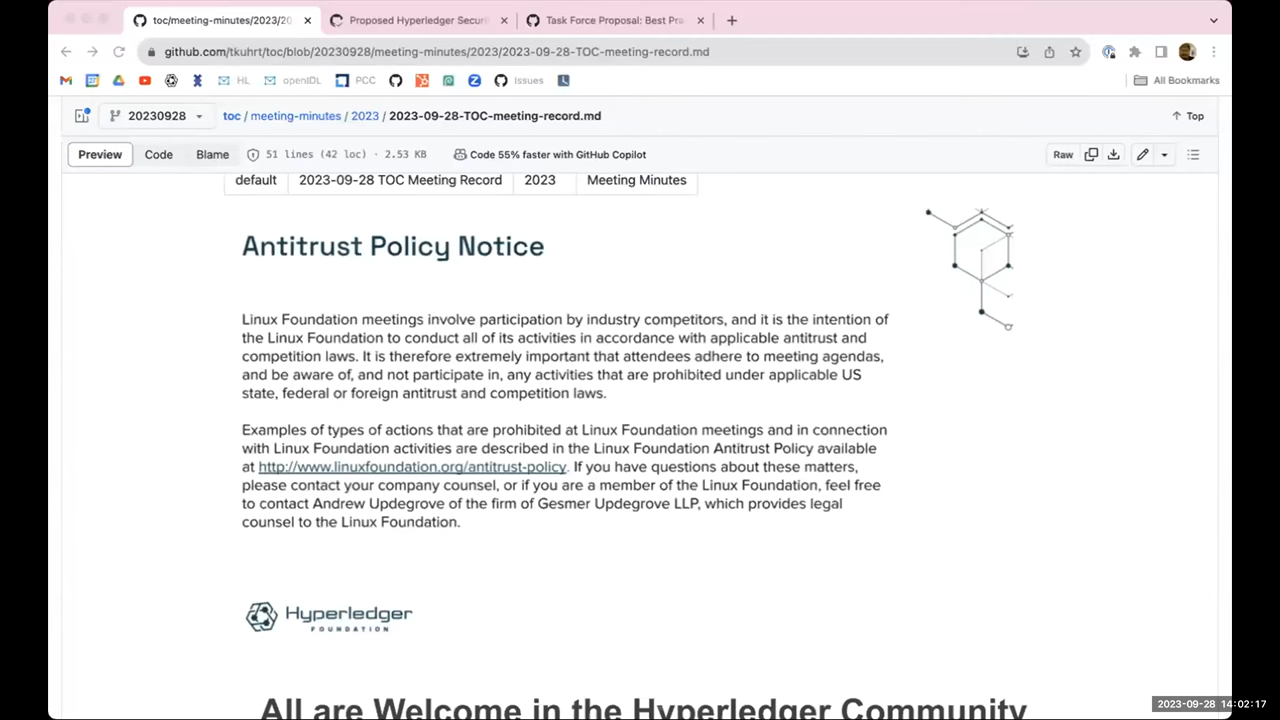 toc/meeting-minutes/2023/20
Proposed Hyperledger Securi
Task Force Proposal: Best Pra
github.com/tkuhrt/toc/blob/20230928/meeting-minutes/2023/2023-09-28-TOC-meeting-record.md
HL
openIDL
PCC
Issues
All Bookmarks
20230928
toc / meeting-minutes / 2023 / 2023-09-28-TOC-meeting-record.md
Top
Preview
Code
Blame
51 lines (42 loc) · 2.53 KB
Code 55% faster with GitHub Copilot
Raw
default 2023-09-28 TOC Meeting Record 2023 Meeting Minutes
Antitrust Policy Notice
Linux Foundation meetings involve participation by industry competitors, and it is the intention of
the Linux Foundation to conduct all of its activities in accordance with applicable antitrust and
competition laws. It is therefore extremely important that attendees adhere to meeting agendas,
and be aware of, and not participate in, any activities that are prohibited under applicable US
state, federal or foreign antitrust and competition laws.
Examples of types of actions that are prohibited at Linux Foundation meetings and in connection
with Linux Foundation activities are described in the Linux Foundation Antitrust Policy available
at http://www.linuxfoundation.org/antitrust-policy. If you have questions about these matters,
please contact your company counsel, or if you are a member of the Linux Foundation, feel free
to contact Andrew Updegrove of the firm of Gesmer Updegrove LLP, which provides legal
counsel to the Linux Foundation.
Hyperledger
FOUNDATION
All are Welcome in the Hyperledger Community
2023-09-28 14:02:17